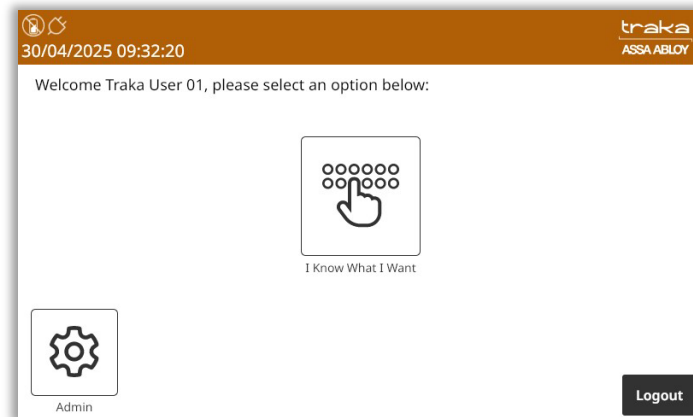 30/04/2025 09:32:20
traka
ASSA ABLOY
Welcome Traka User 01, please select an option below:
I Know What I Want
Admin
Logout